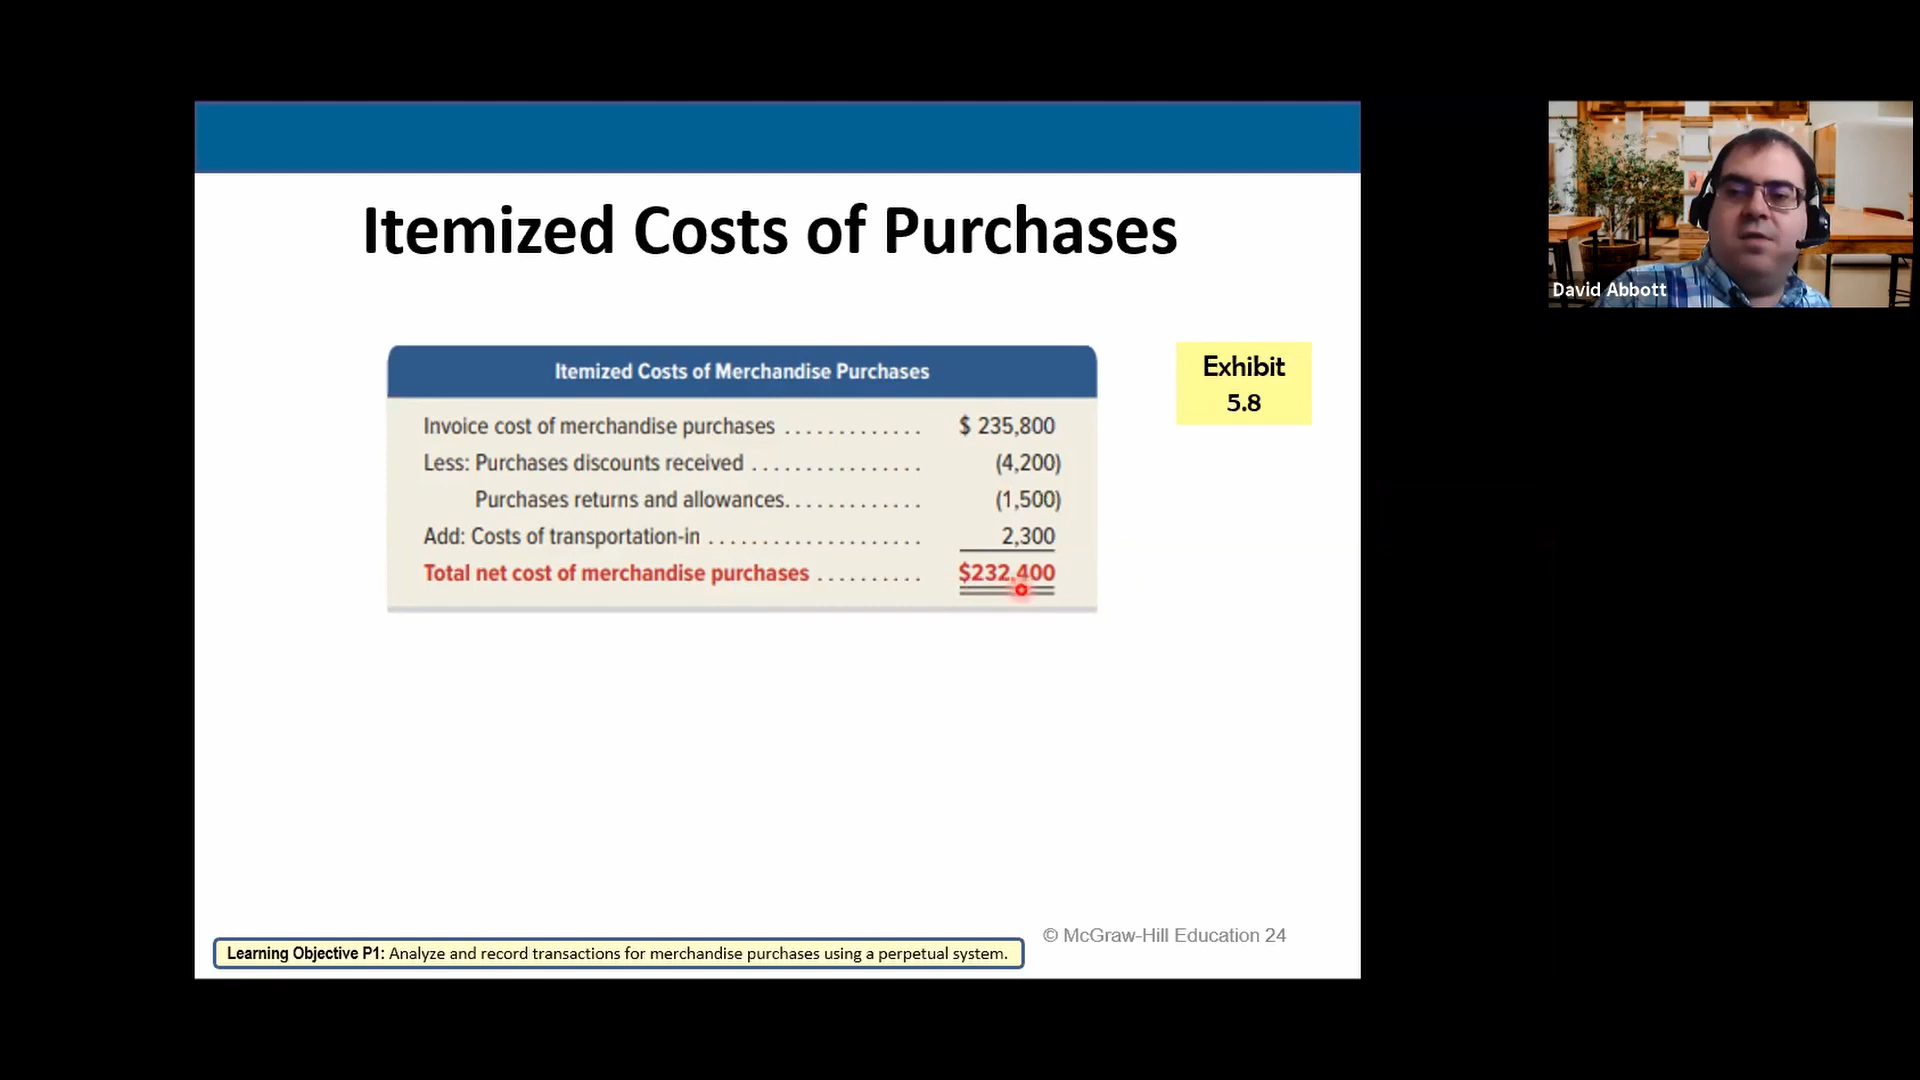 Itemized Costs of Purchases
Itemized Costs of Merchandise Purchases
Invoice cost of merchandise purchases . . . . . . . . . . . . . $ 235,800
Less: Purchases discounts received . . . . . . . . . . . . . . . . (4,200)
Purchases returns and allowances. . . . . . . . . . . . . (1,500)
Add: Costs of transportation-in . . . . . . . . . . . . . . . . . . . . 2,300
Total net cost of merchandise purchases . . . . . . . . . . $232,400
Exhibit
5.8
David Abbott
© McGraw-Hill Education 24
Learning Objective P1: Analyze and record transactions for merchandise purchases using a perpetual system.